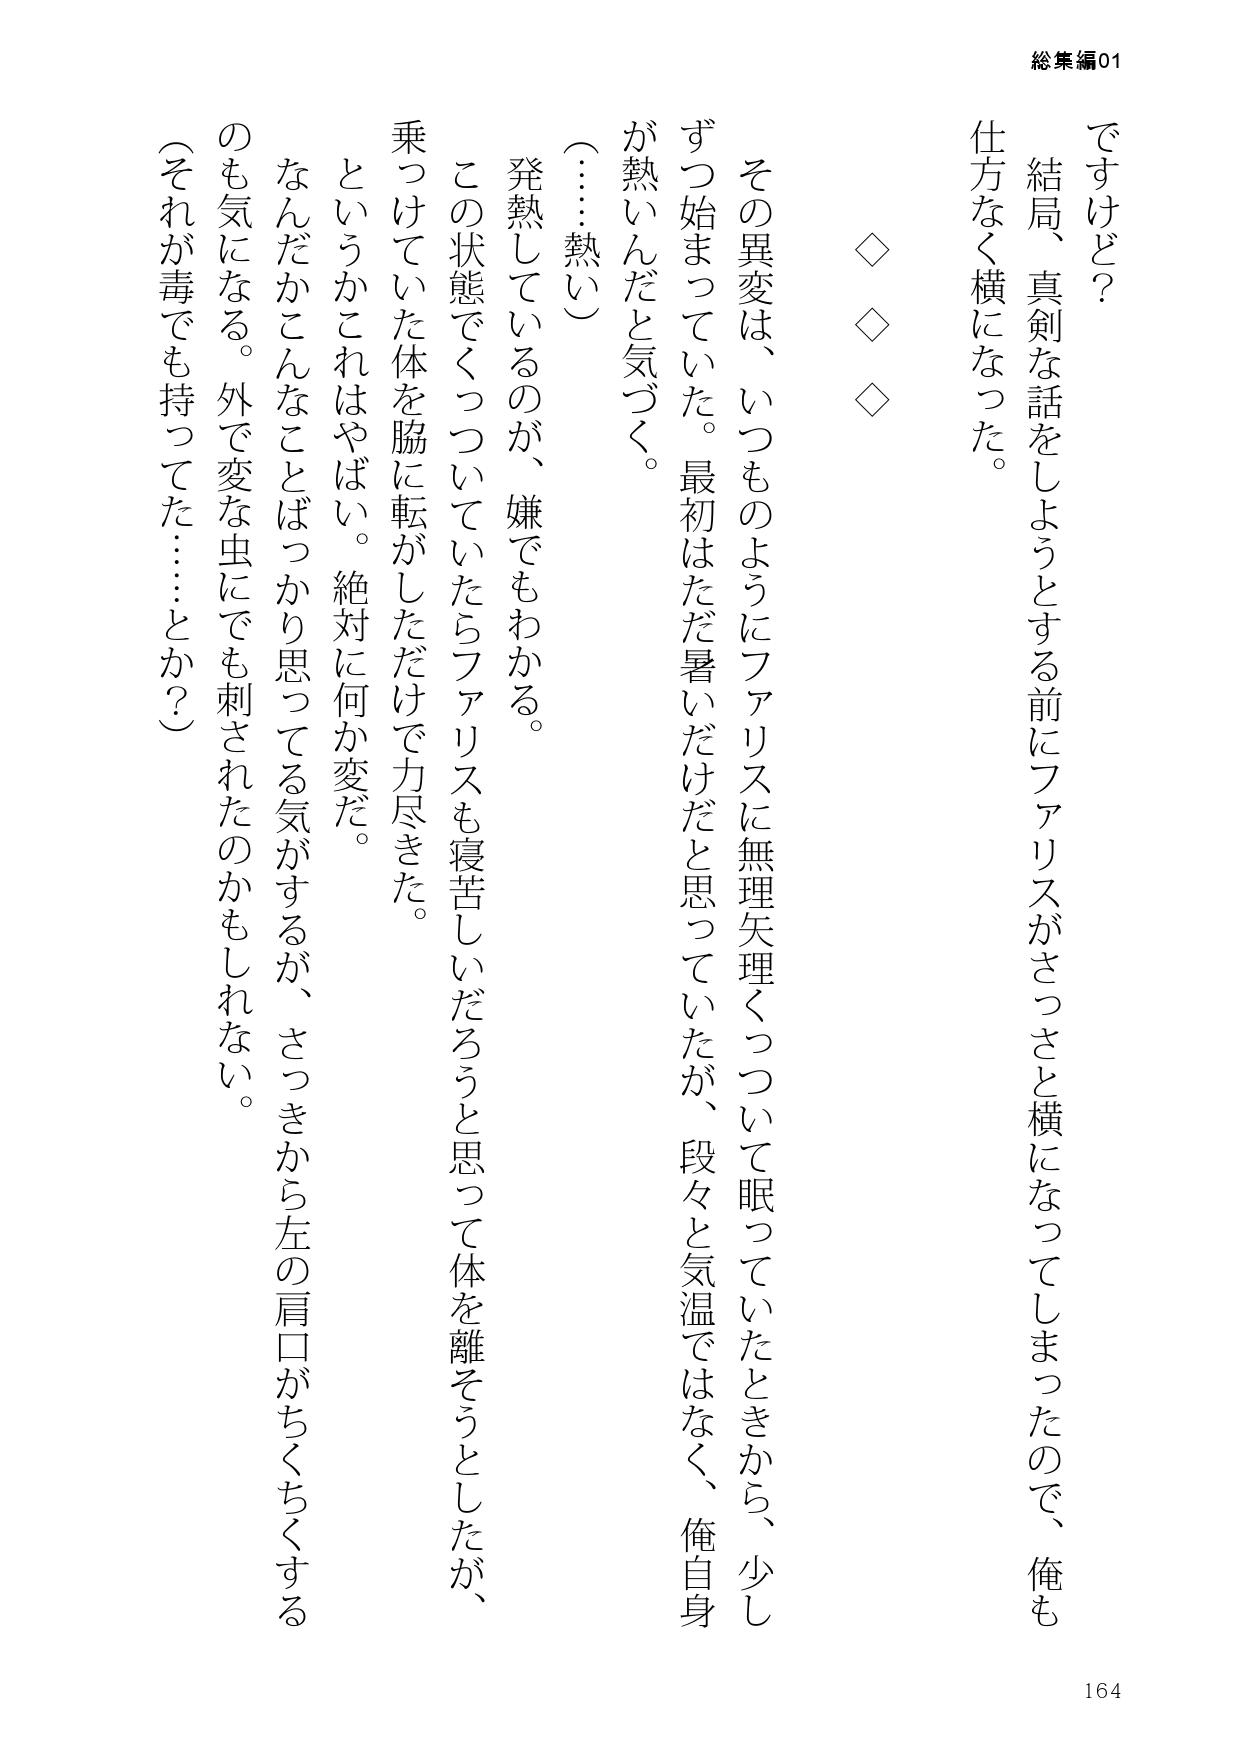 総集編01
ですけど？
　結局、真剣な話をしようとする前にファリスがさっさと横になってしまったので、俺も
仕方なく横になった。
◇　◇　◇
　その異変は、いつものようにファリスに無理矢理くっついて眠っていたときから、少し
ずつ始まっていた。最初はただ暑いだけだと思っていたが、段々と気温ではなく、俺自身
が熱いんだと気づく。
（……熱い）
　発熱しているのが、嫌でもわかる。
　この状態でくっついていたらファリスも寝苦しいだろうと思って体を離そうとしたが、
乗っけていた体を脇に転がしただけで力尽きた。
　というかこれはやばい。絶対に何か変だ。
　なんだかこんなことばっかり思ってる気がするが、さっきから左の肩口がちくちくする
のも気になる。外で変な虫にでも刺されたのかもしれない。
（それが毒でも持ってた……とか？）
164